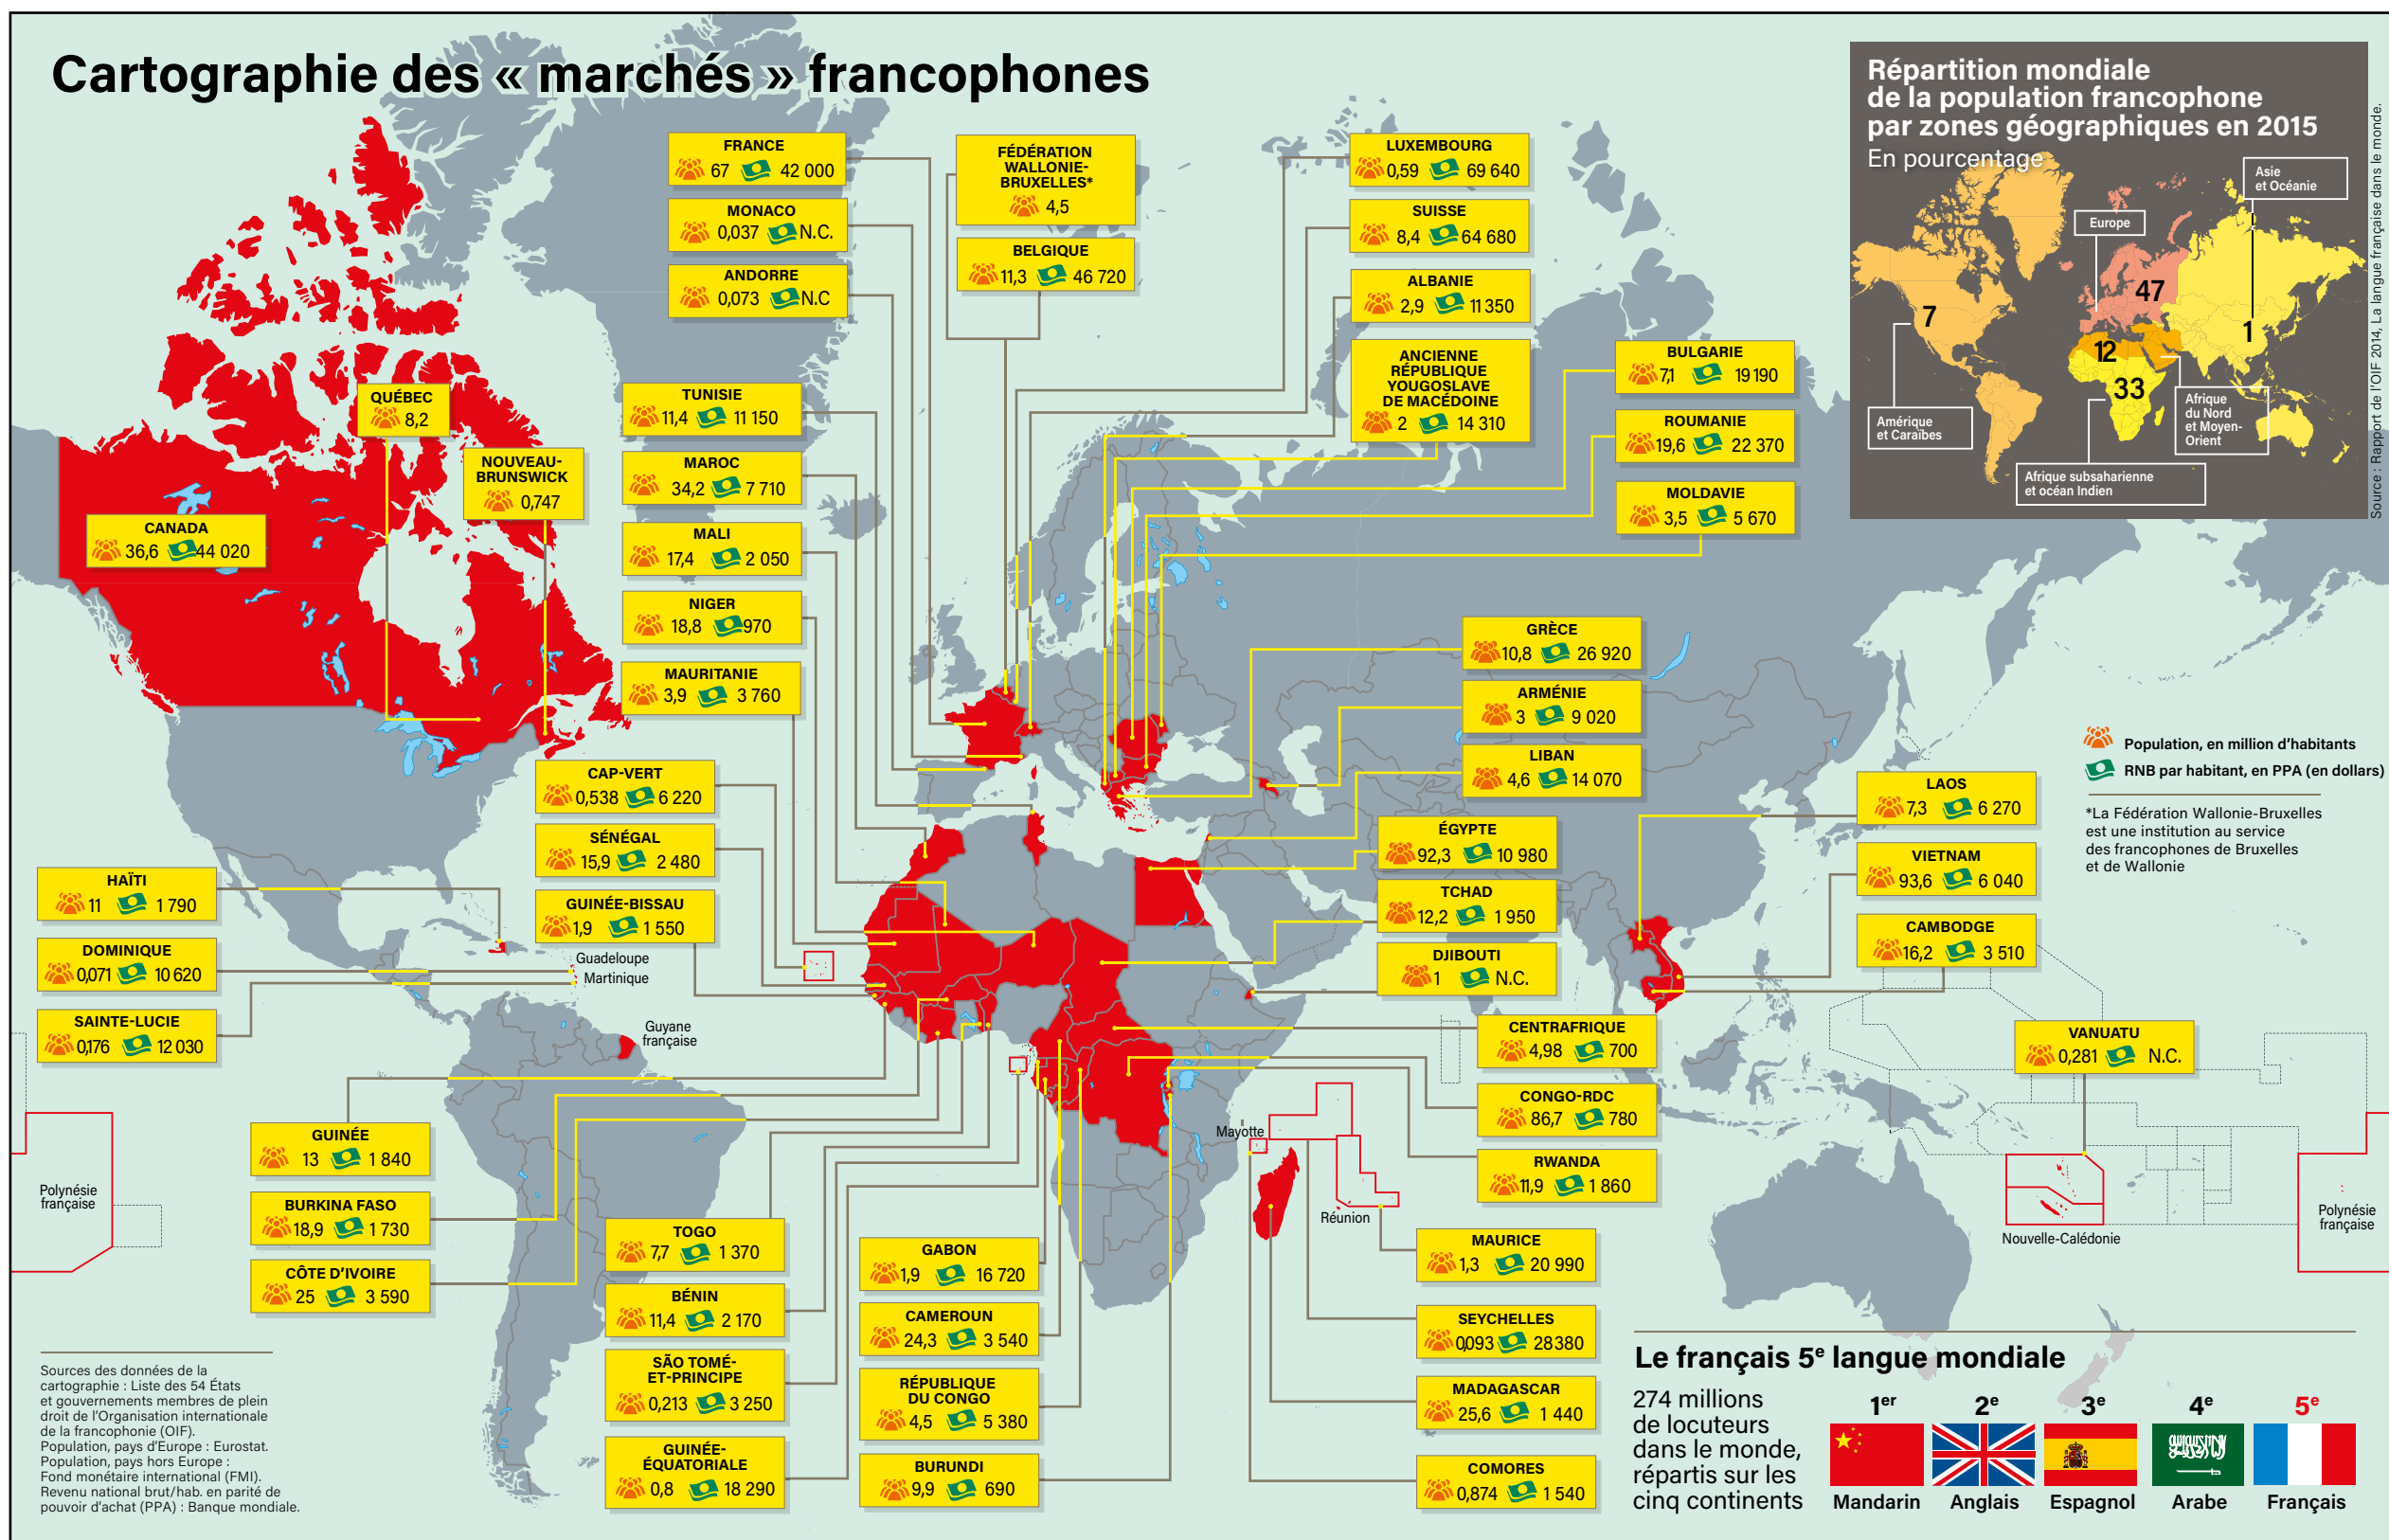 Cartographie des « marchés » francophones
Répartition mondiale
de la population francophone
par zones géographiques en 2015
En pourcentage
Asie
et Océanie
Europe
47
7
1
12
33
Amérique
et Caraïbes
Afrique
du Nord
et Moyen-
Orient
Afrique subsaharienne
et océan Indien
Source : Rapport de l'OIF 2014, La langue française dans le monde.
FRANCE
67 42 000
MONACO
0,037 N.C.
ANDORRE
0,073 N.C
FÉDÉRATION
WALLONIE-
BRUXELLES*
4,5
BELGIQUE
11,3 46 720
LUXEMBOURG
0,59 69 640
SUISSE
8,4 64 680
ALBANIE
2,9 11 350
ANCIENNE
RÉPUBLIQUE
YOUGOSLAVE
DE MACÉDOINE
2 14 310
BULGARIE
7,1 19 190
ROUMANIE
19,6 22 370
MOLDAVIE
3,5 5 670
QUÉBEC
8,2
NOUVEAU-
BRUNSWICK
0,747
CANADA
36,6 44 020
TUNISIE
11,4 11 150
MAROC
34,2 7 710
MALI
17,4 2 050
NIGER
18,8 970
MAURITANIE
3,9 3 760
GRÈCE
10,8 26 920
ARMÉNIE
3 9 020
LIBAN
4,6 14 070
CAP-VERT
0,538 6 220
SÉNÉGAL
15,9 2 480
GUINÉE-BISSAU
1,9 1 550
ÉGYPTE
92,3 10 980
TCHAD
12,2 1 950
DJIBOUTI
1 N.C.
Population, en million d'habitants
RNB par habitant, en PPA (en dollars)
*La Fédération Wallonie-Bruxelles
est une institution au service
des francophones de Bruxelles
et de Wallonie
LAOS
7,3 6 270
VIETNAM
93,6 6 040
CAMBODGE
16,2 3 510
HAÏTI
11 1 790
DOMINIQUE
0,071 10 620
SAINTE-LUCIE
0,176 12 030
Guadeloupe
Martinique
Guyane
française
CENTRAFRIQUE
4,98 700
CONGO-RDC
86,7 780
RWANDA
11,9 1 860
VANUATU
0,281 N.C.
Mayotte
Réunion
Polynésie
française
Nouvelle-Calédonie
Polynésie
française
GUINÉE
13 1 840
BURKINA FASO
18,9 1 730
CÔTE D'IVOIRE
25 3 590
TOGO
7,7 1 370
BÉNIN
11,4 2 170
SÃO TOMÉ-
ET-PRINCIPE
0,213 3 250
GUINÉE-
ÉQUATORIALE
0,8 18 290
GABON
1,9 16 720
CAMEROUN
24,3 3 540
RÉPUBLIQUE
DU CONGO
4,5 5 380
BURUNDI
9,9 690
MAURICE
1,3 20 990
SEYCHELLES
0,093 28 380
MADAGASCAR
25,6 1 440
COMORES
0,874 1 540
Sources des données de la
cartographie : Liste des 54 États
et gouvernements membres de plein
droit de l'Organisation internationale
de la francophonie (OIF).
Population, pays d'Europe : Eurostat.
Population, pays hors Europe :
Fond monétaire international (FMI).
Revenu national brut/hab. en parité de
pouvoir d'achat (PPA) : Banque mondiale.
Le français 5e langue mondiale
274 millions
de locuteurs
dans le monde,
répartis sur les
cinq continents
1er 2e 3e 4e 5e
Mandarin Anglais Espagnol Arabe Français